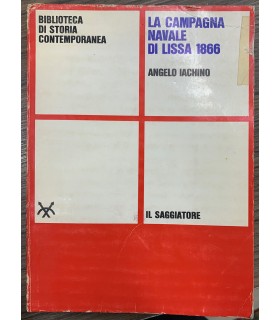 BIBLIOTECA
DI STORIA
CONTEMPORANEA
LA CAMPAGNA
NAVALE
DI LISSA 1866
ANGELO IACHINO
IL SAGGIATORE